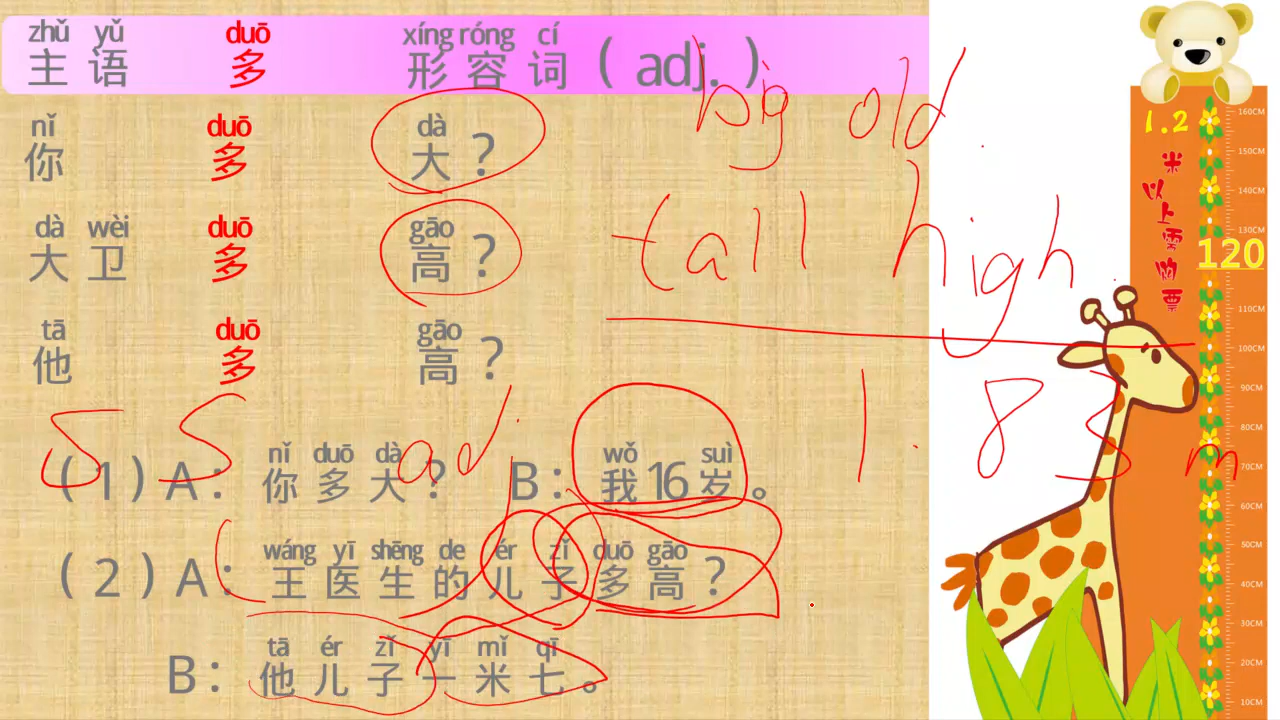 zhǔ yǔ duō xíng róng cí
主 语 多 形 容 词 ( adj. )
big old
nǐ duō dà
你 多 大 ?
tall high
dà wèi duō gāo
大 卫 多 高 ?
tā duō gāo
他 多 高 ?
1.83m
S S adj.
nǐ duō dà wǒ suì
(1)A: 你 多 大 ? B: 我 16 岁 。
wáng yī shēng de ér zǐ duō gāo
(2)A: 王 医 生 的 儿 子 多 高 ?
tā ér zǐ yī mǐ qī
B: 他 儿 子 一 米 七 。
1.2
米以上需购票
120
160CM
150CM
140CM
130CM
110CM
100CM
90CM
80CM
70CM
60CM
50CM
40CM
30CM
20CM
10CM